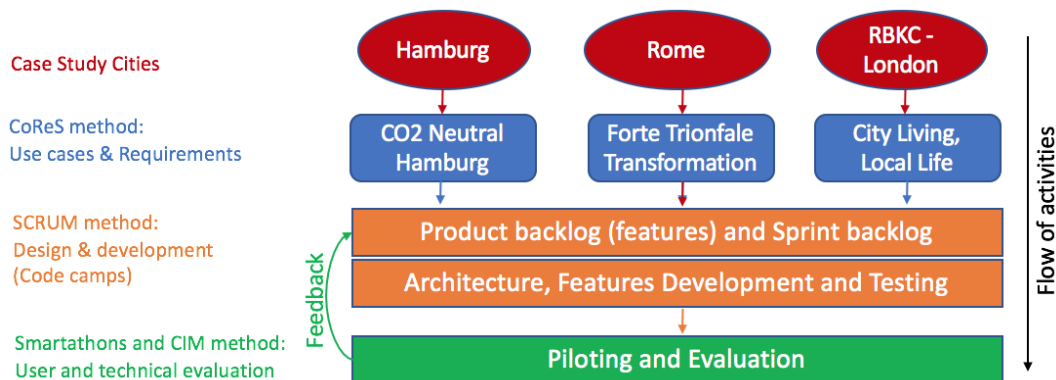 Case Study Cities
Hamburg
Rome
RBKC -
London
CoReS method:
Use cases & Requirements
CO2 Neutral
Hamburg
Forte Trionfale
Transformation
City Living,
Local Life
SCRUM method:
Design & development
(Code camps)
Product backlog (features) and Sprint backlog
Architecture, Features Development and Testing
Feedback
Smartathons and CIM method:
User and technical evaluation
Piloting and Evaluation
Flow of activities